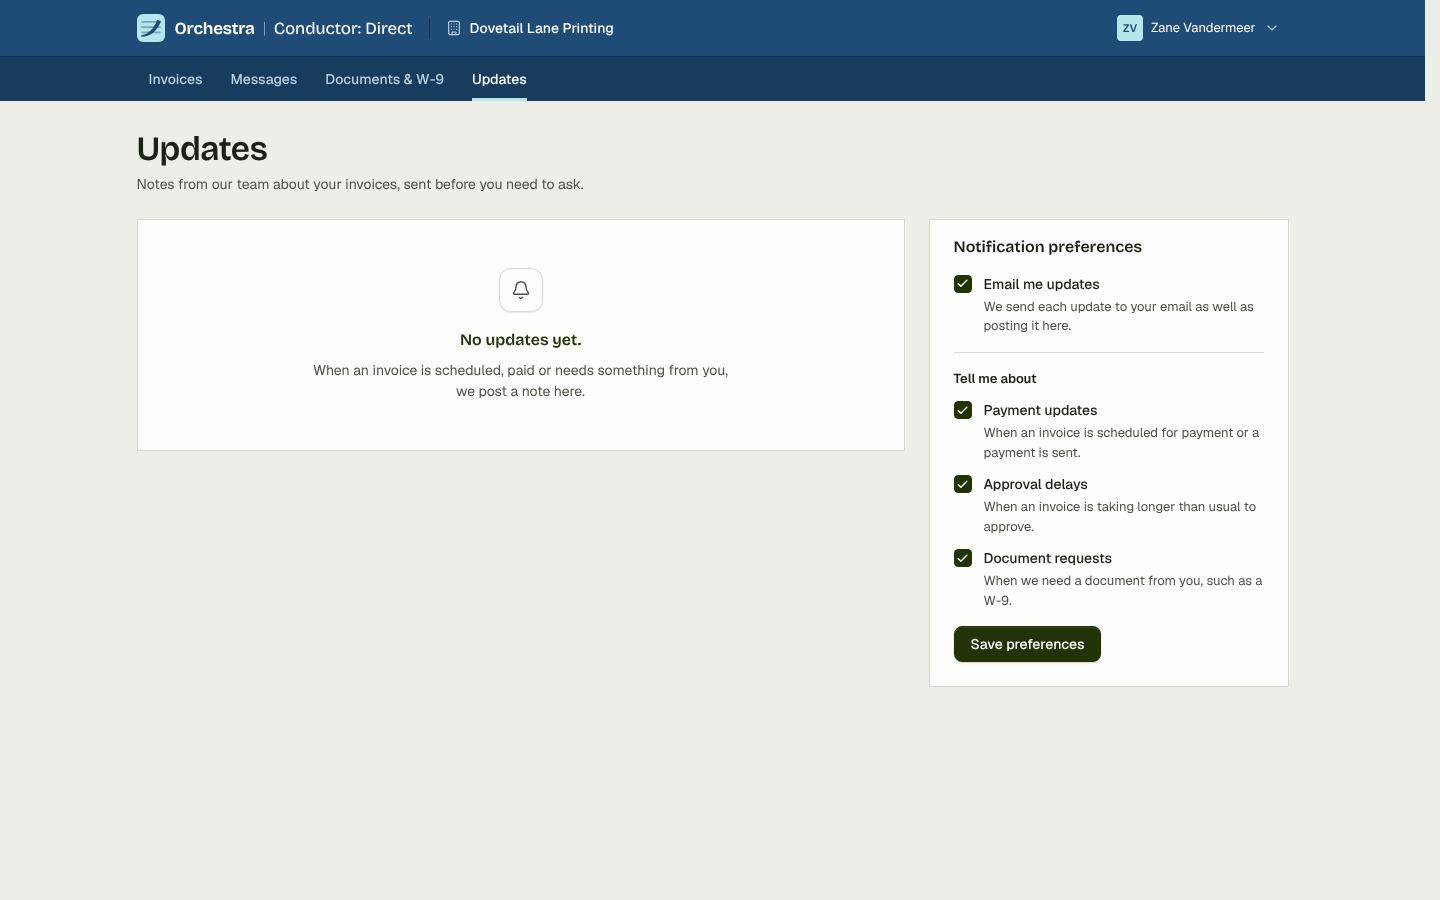 Orchestra | Conductor: Direct
Dovetail Lane Printing
ZV
Zane Vandermeer
Invoices
Messages
Documents & W-9
Updates
Updates
Notes from our team about your invoices, sent before you need to ask.
No updates yet.
When an invoice is scheduled, paid or needs something from you,
we post a note here.
Notification preferences
Email me updates
We send each update to your email as well as
posting it here.
Tell me about
Payment updates
When an invoice is scheduled for payment or a
payment is sent.
Approval delays
When an invoice is taking longer than usual to
approve.
Document requests
When we need a document from you, such as a
W-9.
Save preferences